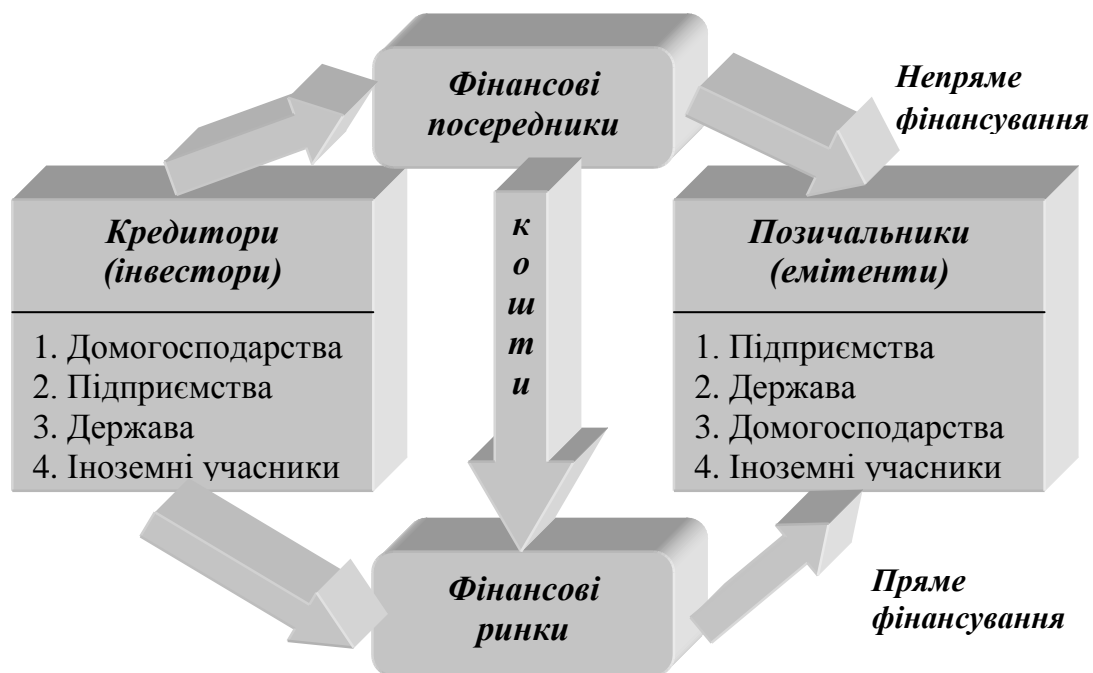 Фінансові
посередники
Непряме
фінансування
Кредитори
(інвестори)
1. Домогосподарства
2. Підприємства
3. Держава
4. Іноземні учасники
кошти
Позичальники
(емітенти)
1. Підприємства
2. Держава
3. Домогосподарства
4. Іноземні учасники
Фінансові
ринки
Пряме
фінансування